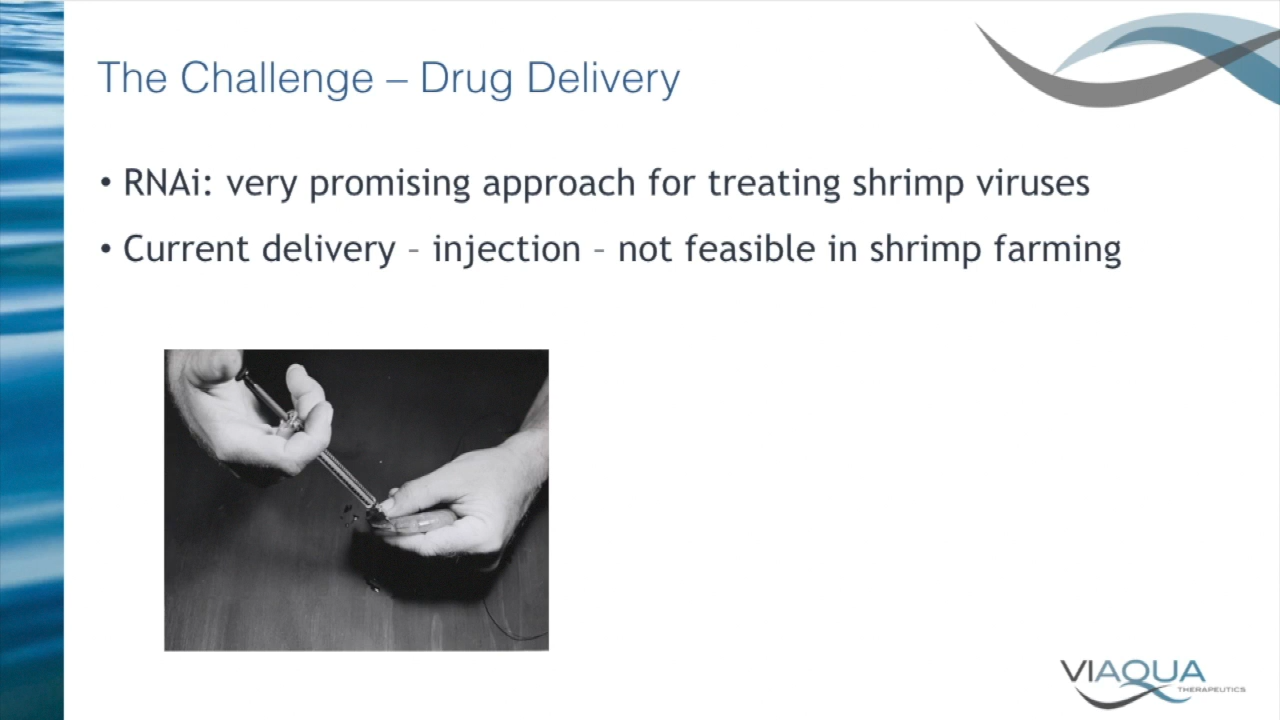 The Challenge – Drug Delivery
• RNAi: very promising approach for treating shrimp viruses
• Current delivery – injection – not feasible in shrimp farming
VIAQUA
THERAPEUTICS